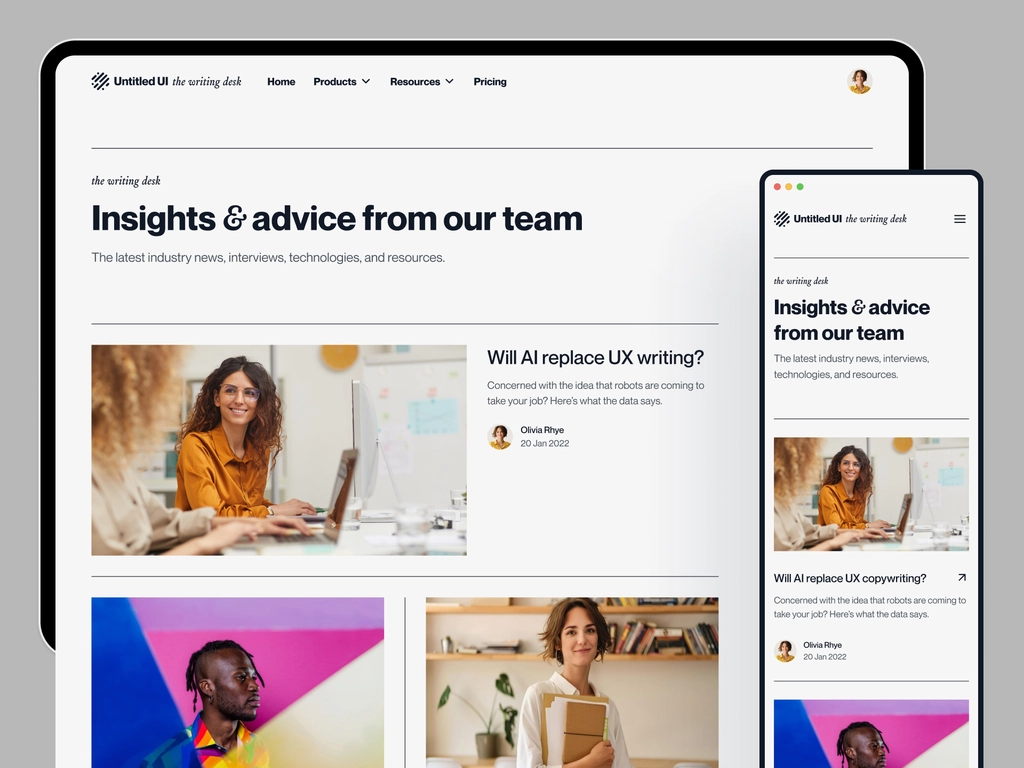 Untitled UI the writing desk Home Products Resources Pricing
the writing desk
Insights & advice from our team
The latest industry news, interviews, technologies, and resources.
Will AI replace UX writing?
Concerned with the idea that robots are coming to
take your job? Here's what the data says.
Olivia Rhye
20 Jan 2022
Untitled UI the writing desk
the writing desk
Insights & advice
from our team
The latest industry news, interviews,
technologies, and resources.
Will AI replace UX copywriting?
Concerned with the idea that robots are coming to
take your job? Here's what the data says.
Olivia Rhye
20 Jan 2022